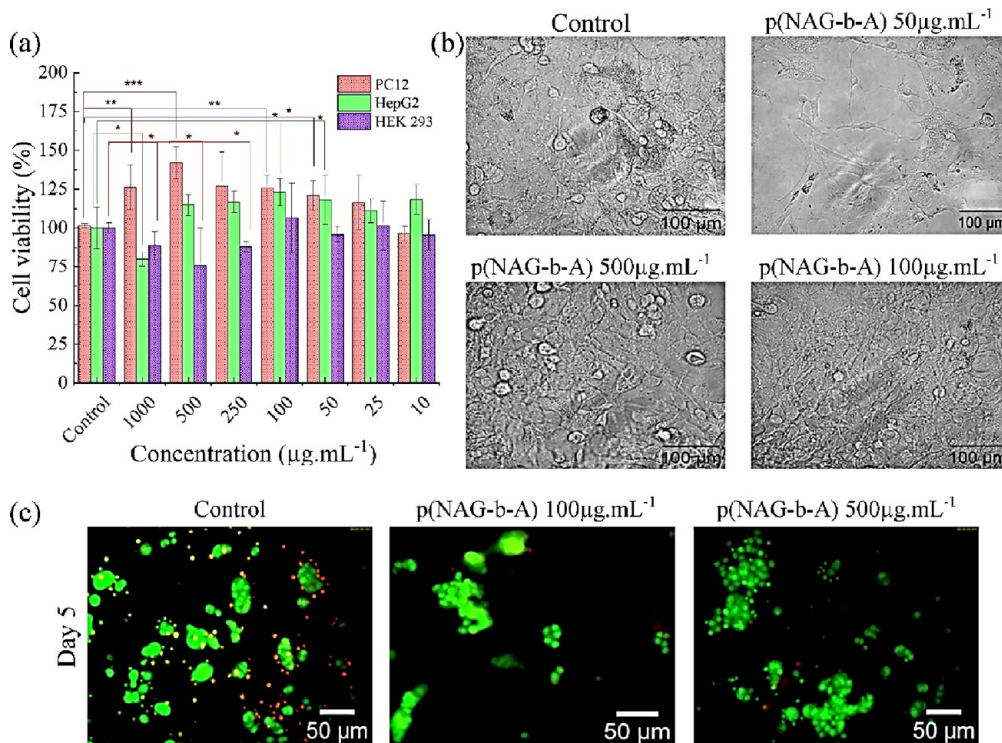 (a)
***
**
**
*
*
*
*
*
*
*
PC12
HepG2
HEK 293
200
175
150
125
100
75
50
25
0
Cell viability (%)
Control
1000
500
250
100
50
25
10
Concentration (µg.mL⁻¹)
(b)
Control
p(NAG-b-A) 50µg.mL⁻¹
100 µm
100 µm
p(NAG-b-A) 500µg.mL⁻¹
p(NAG-b-A) 100µg.mL⁻¹
100 µm
100 µm
(c)
Control
p(NAG-b-A) 100µg.mL⁻¹
p(NAG-b-A) 500µg.mL⁻¹
Day 5
50 µm
50 µm
50 µm